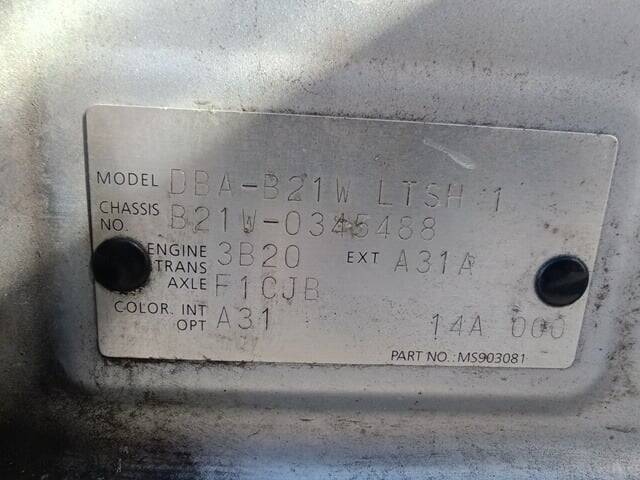 MODEL DBA-B21W LTSH 1
CHASSIS NO. B21W-0345488
ENGINE 3B20 EXT A31A
TRANS AXLE F1CJB
COLOR. INT OPT A31 14A 000
PART NO.: MS903081